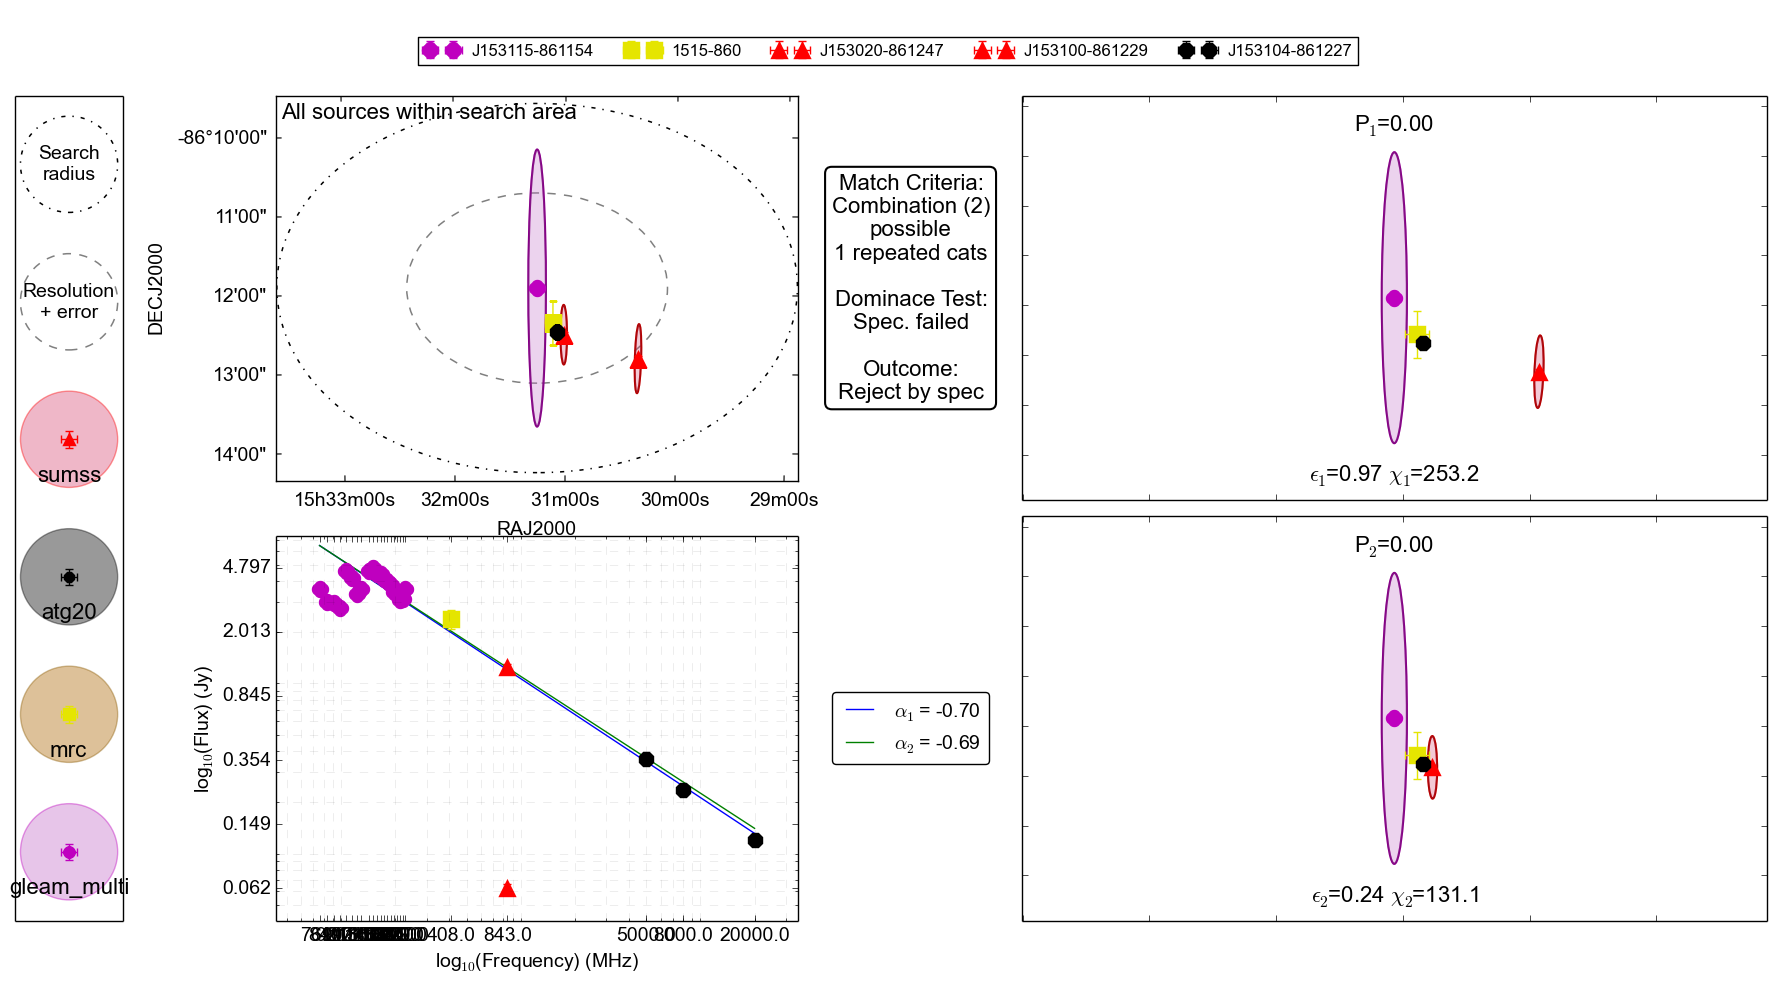 J153115-861154 1515-860 J153020-861247 J153100-861229 J153104-861227
Search
radius
Resolution
+ error
sumss
atg20
mrc
gleam_multi
All sources within search area
DECJ2000
-86°10'00"
11'00"
12'00"
13'00"
14'00"
15h33m00s 32m00s 31m00s 30m00s 29m00s
RAJ2000
Match Criteria:
Combination (2)
possible
1 repeated cats
Dominace Test:
Spec. failed
Outcome:
Reject by spec
P1=0.00
ϵ1=0.97 χ1=253.2
log10(Flux) (Jy)
4.797
2.013
0.845
0.354
0.149
0.062
408.0 843.0 5000.0 8000.0 20000.0
log10(Frequency) (MHz)
α1 = -0.70
α2 = -0.69
P2=0.00
ϵ2=0.24 χ2=131.1